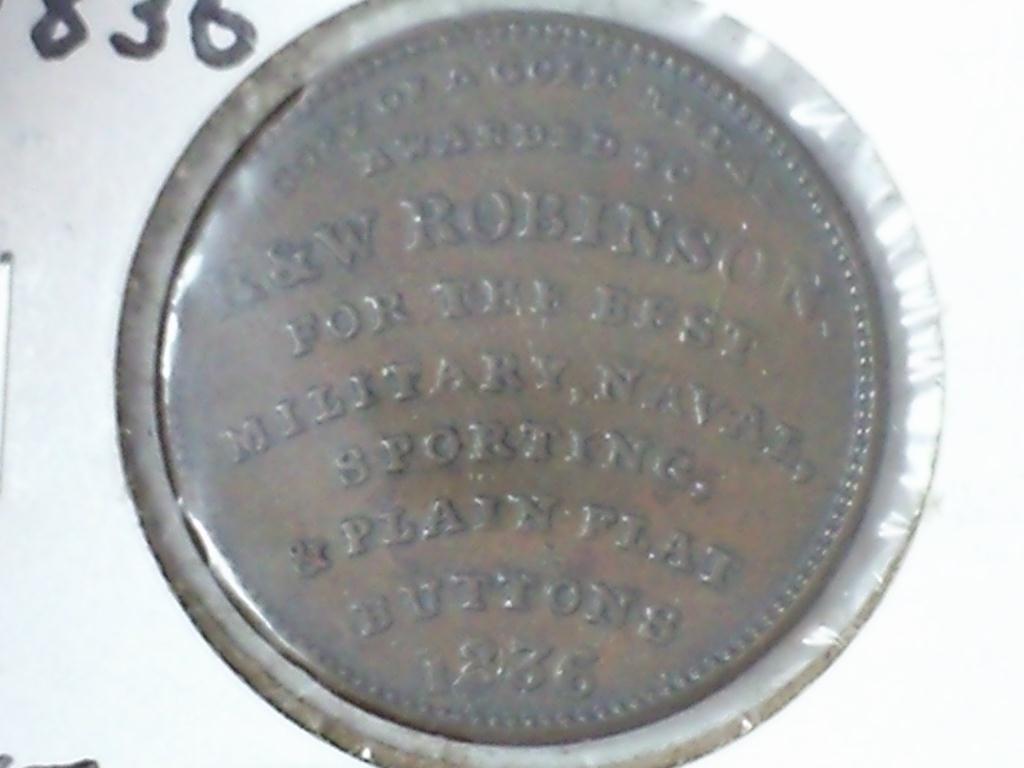 1836
COPY OF A GOLD MEDAL
AWARDED TO
R&W ROBINSON.
FOR THE BEST
MILITARY, NAVAL,
SPORTING,
& PLAIN FLAT
BUTTONS
1836